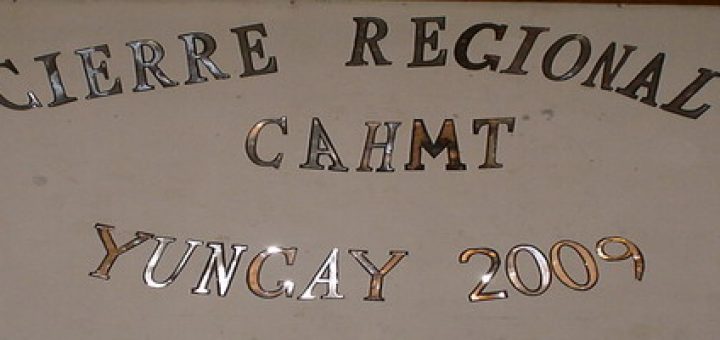 CIERRE REGIONAL
CAHMT
YUNGAY 2009